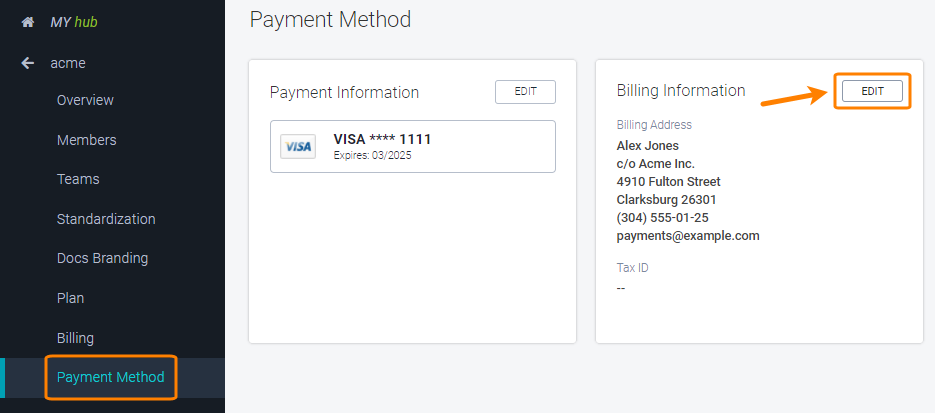 MY hub
acme
Overview
Members
Teams
Standardization
Docs Branding
Plan
Billing
Payment Method
Payment Method
Payment Information
EDIT
VISA
VISA **** 1111
Expires: 03/2025
Billing Information
EDIT
Billing Address
Alex Jones
c/o Acme Inc.
4910 Fulton Street
Clarksburg 26301
(304) 555-01-25
payments@example.com
Tax ID
--